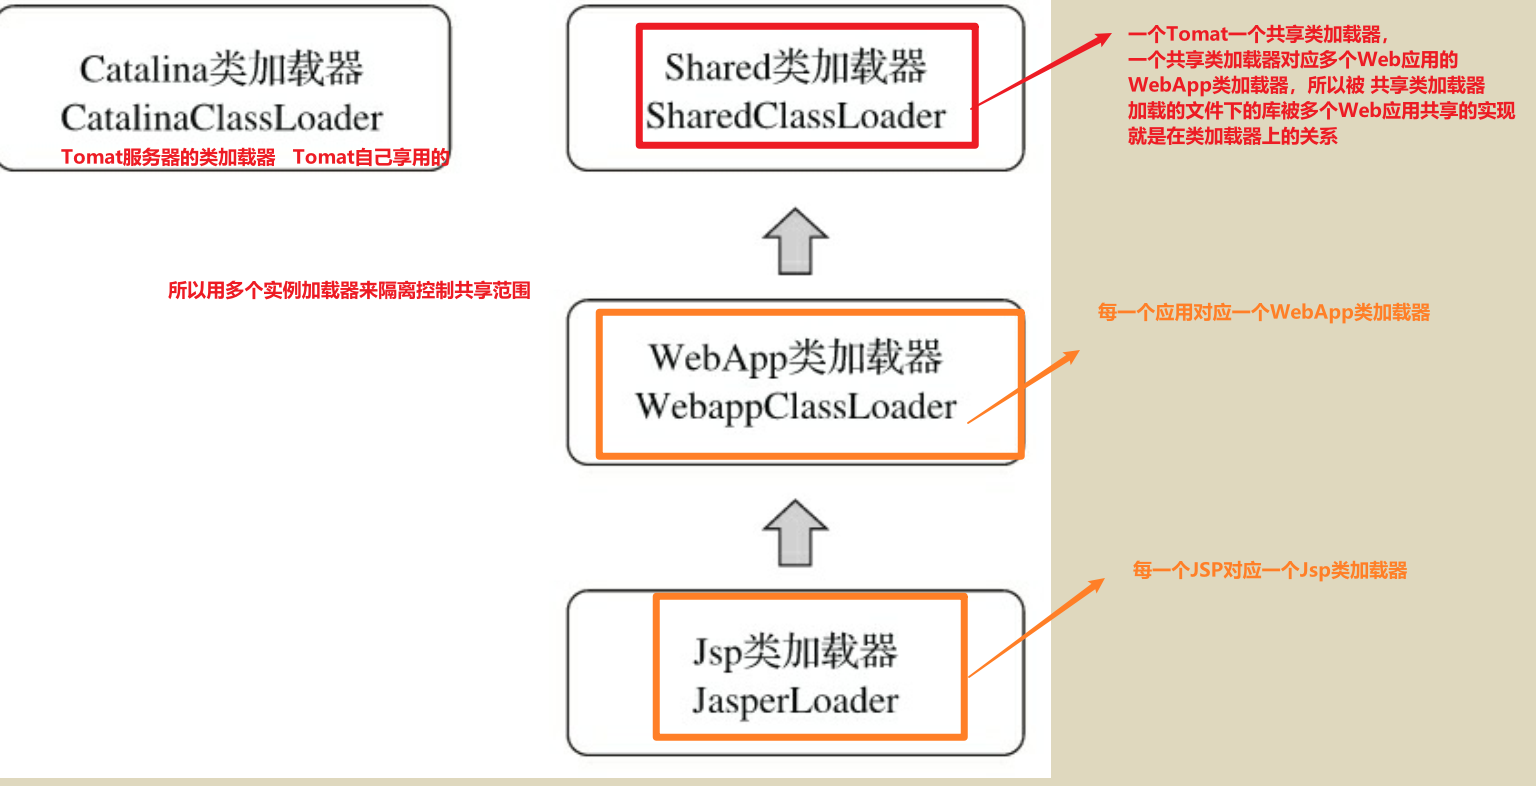 Catalina类加载器
CatalinaClassLoader
Tomat服务器的类加载器 Tomat自己享用的
Shared类加载器
SharedClassLoader
一个Tomat一个共享类加载器，
一个共享类加载器对应多个Web应用的
WebApp类加载器，所以被 共享类加载器
加载的文件下的库被多个Web应用共享的实现
就是在类加载器上的关系
所以用多个实例加载器来隔离控制共享范围
WebApp类加载器
WebappClassLoader
每一个应用对应一个WebApp类加载器
Jsp类加载器
JasperLoader
每一个JSP对应一个Jsp类加载器